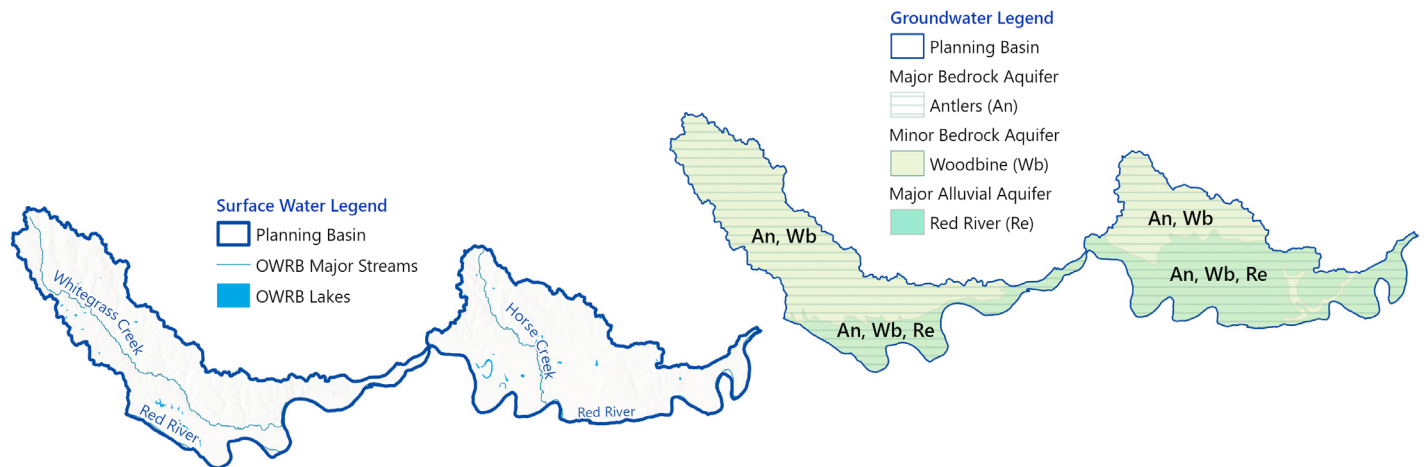 Surface Water Legend
Planning Basin
OWRB Major Streams
OWRB Lakes
Whitegrass Creek
Red River
Horse Creek
Red River
Groundwater Legend
Planning Basin
Major Bedrock Aquifer
Antlers (An)
Minor Bedrock Aquifer
Woodbine (Wb)
Major Alluvial Aquifer
Red River (Re)
An, Wb
An, Wb, Re
An, Wb
An, Wb, Re